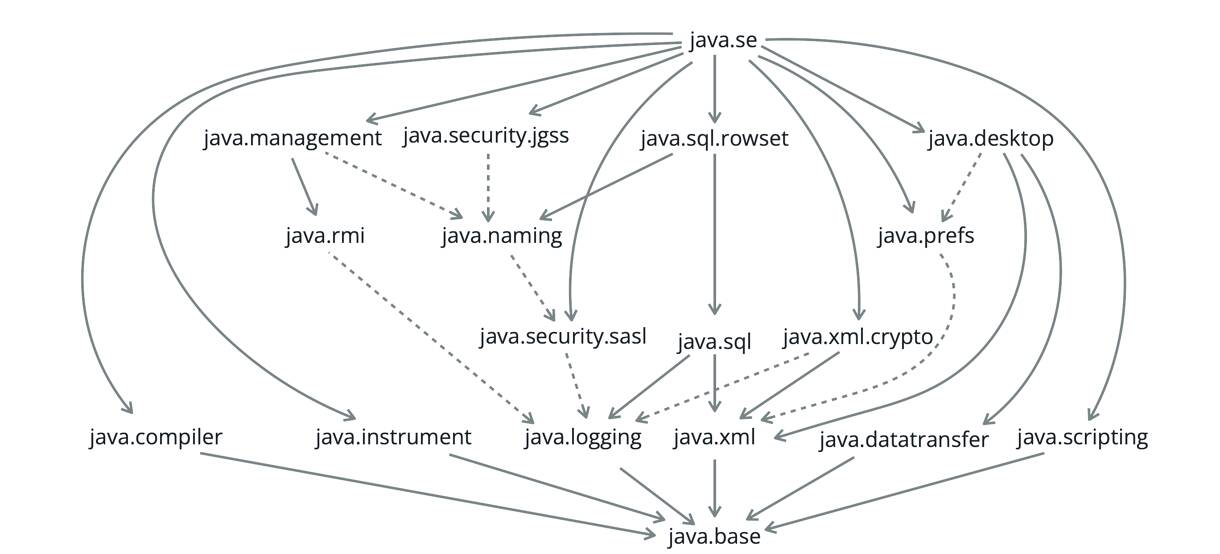 java.se
java.management
java.security.jgss
java.sql.rowset
java.desktop
java.rmi
java.naming
java.prefs
java.security.sasl
java.sql
java.xml.crypto
java.compiler
java.instrument
java.logging
java.xml
java.datatransfer
java.scripting
java.base